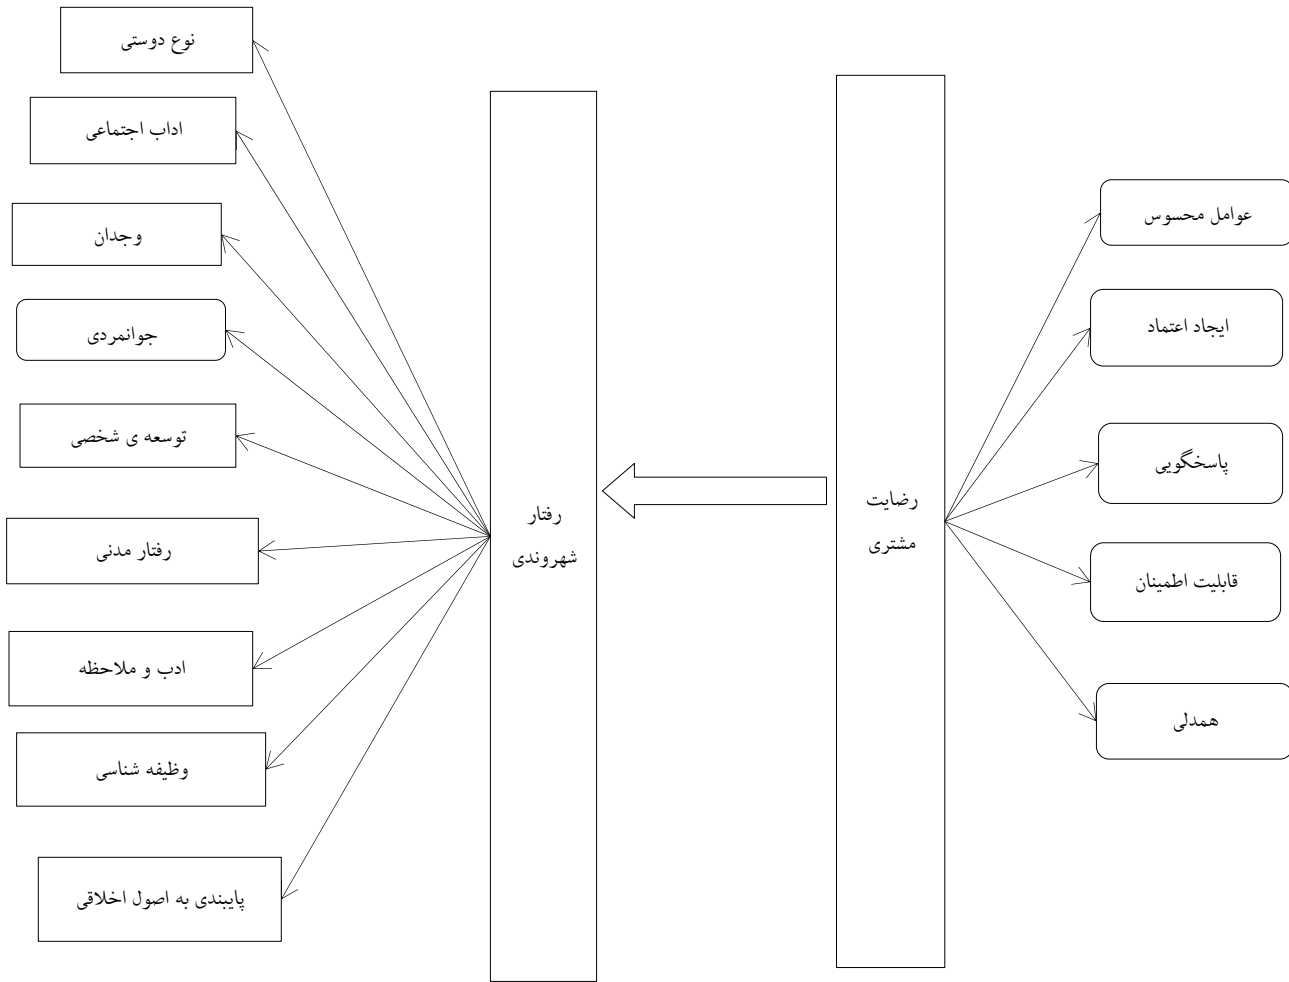 عوامل محسوس
ایجاد اعتماد
پاسخگویی
قابلیت اطمینان
همدلی
رضایت
مشتری
رفتار
شهروندی
نوع دوستی
اداب اجتماعی
وجدان
جوانمردی
توسعه ی شخصی
رفتار مدنی
ادب و ملاحظه
وظیفه شناسی
پایبندی به اصول اخلاقی